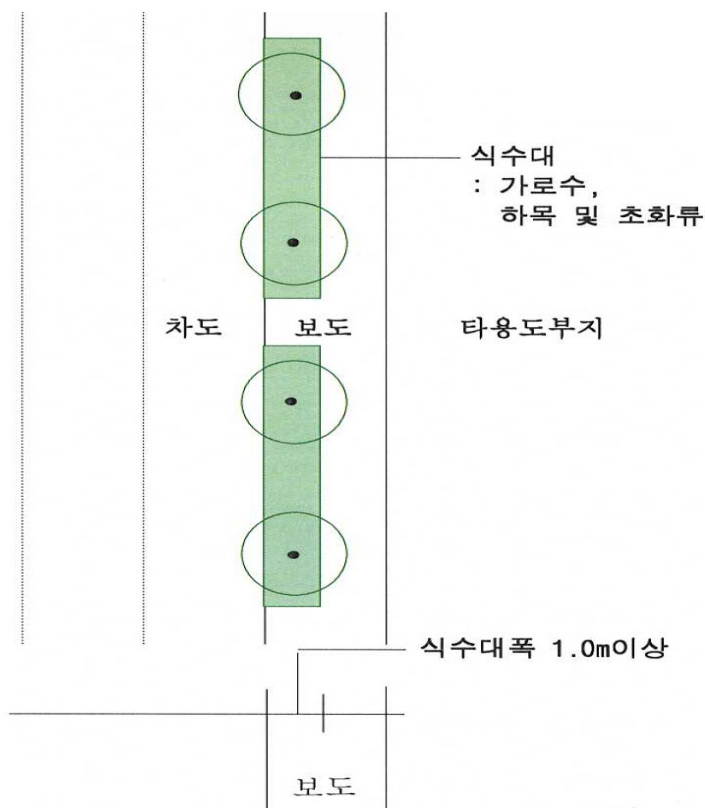 식수대
: 가로수,
하목 및 초화류
차도
보도
타용도부지
식수대폭 1.0m이상
보도